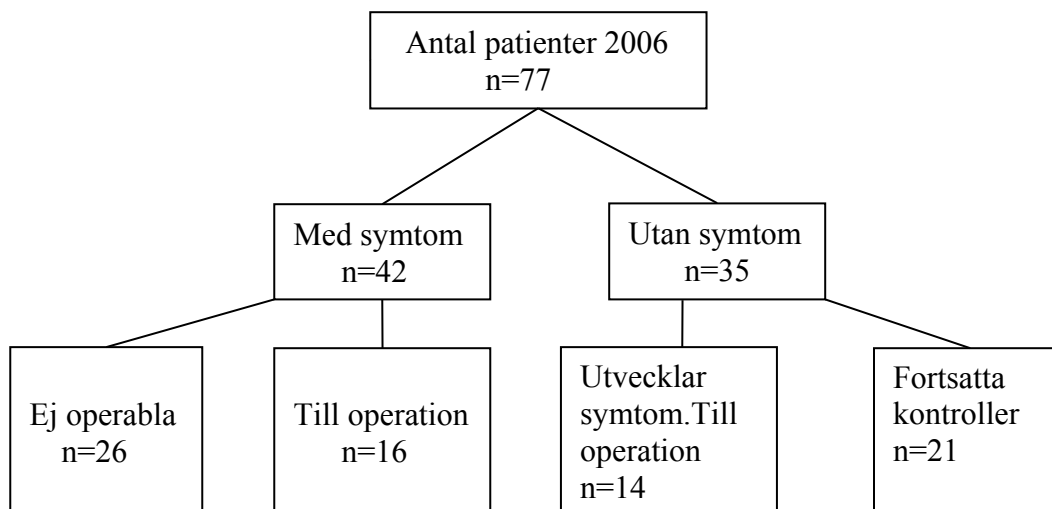 Antal patienter 2006
n=77
Med symtom
n=42
Utan symtom
n=35
Ej operabla
n=26
Till operation
n=16
Utvecklar
symtom.Till
operation
n=14
Fortsatta
kontroller
n=21